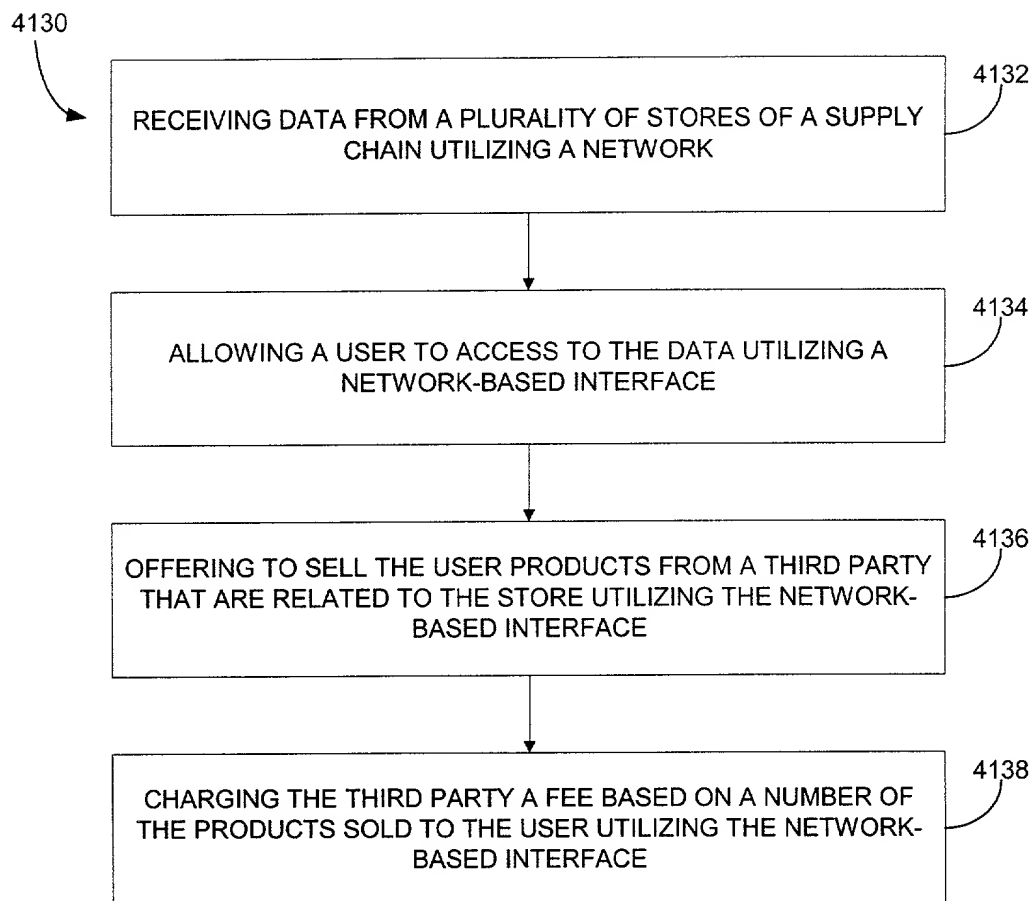 4130
4132
RECEIVING DATA FROM A PLURALITY OF STORES OF A SUPPLY
CHAIN UTILIZING A NETWORK
4134
ALLOWING A USER TO ACCESS TO THE DATA UTILIZING A
NETWORK-BASED INTERFACE
4136
OFFERING TO SELL THE USER PRODUCTS FROM A THIRD PARTY
THAT ARE RELATED TO THE STORE UTILIZING THE NETWORK-
BASED INTERFACE
4138
CHARGING THE THIRD PARTY A FEE BASED ON A NUMBER OF
THE PRODUCTS SOLD TO THE USER UTILIZING THE NETWORK-
BASED INTERFACE